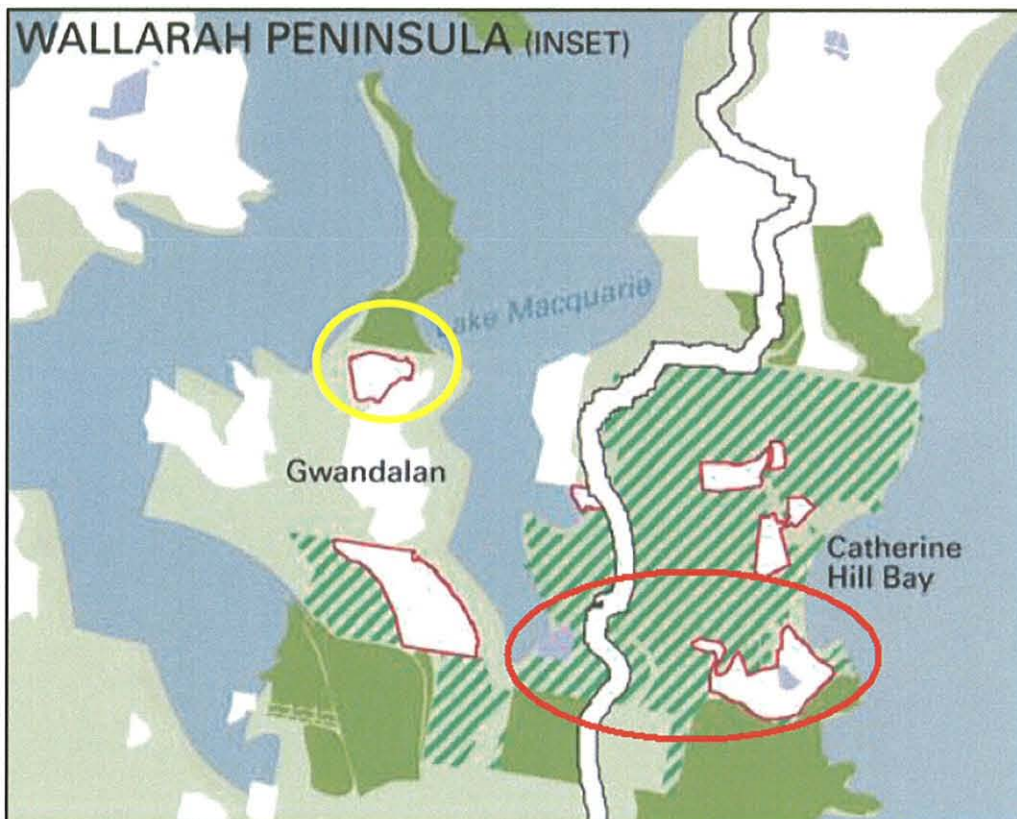 WALLARAH PENINSULA (INSET)
Lake Macquarie
Gwandalan
Catherine
Hill Bay